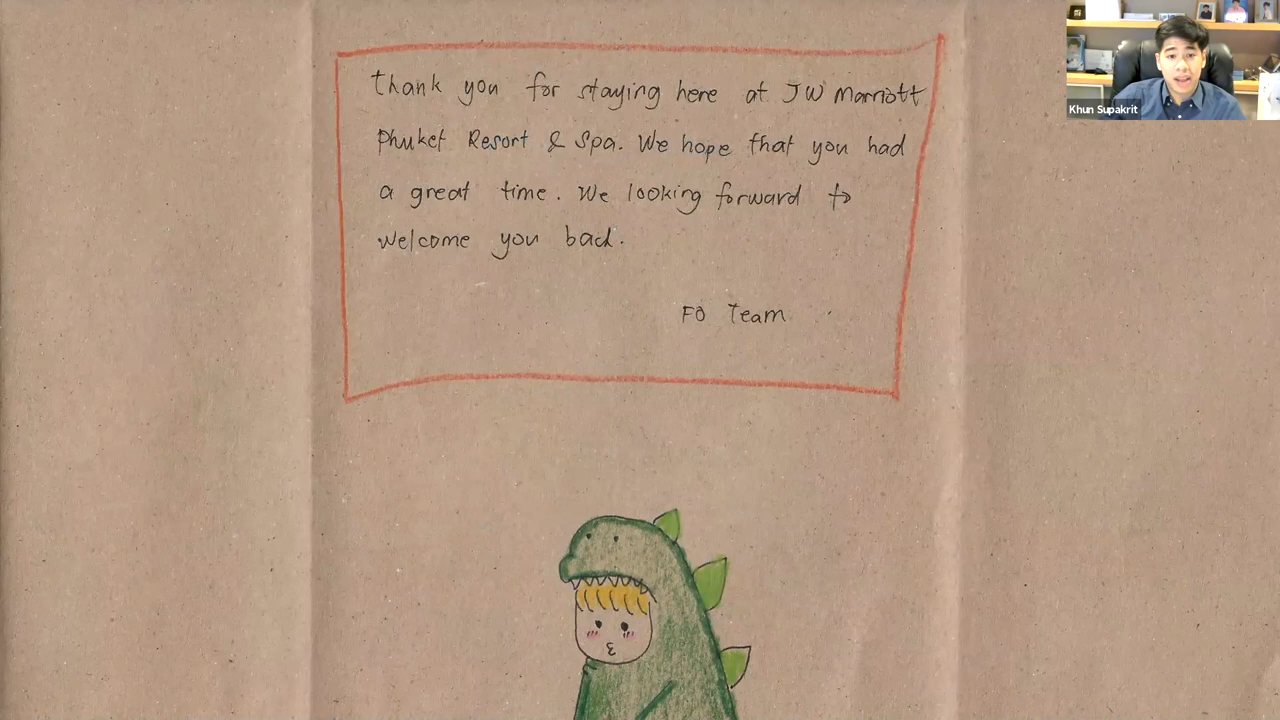 Thank you for staying here at JW Marriott
Phuket Resort & Spa. We hope that you had
a great time. We looking forward to
welcome you back.
FO Team
Khun Supakrit